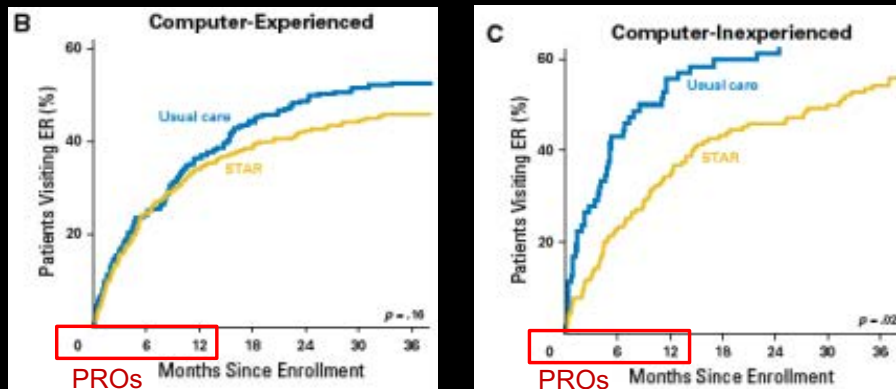 B
Computer-Experienced
Patients Visiting ER (%)
60
40
20
Usual care
STAR
p = .16
0 6 12 18 24 30 36
Months Since Enrollment
PROs
C
Computer-Inexperienced
Patients Visiting ER (%)
60
40
20
Usual care
STAR
p = .02
0 6 12 18 24 30 36
Months Since Enrollment
PROs